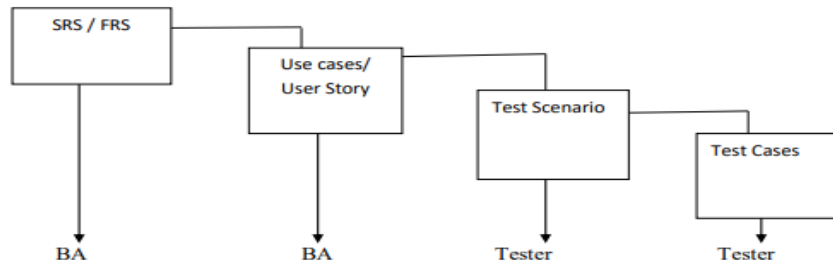 SRS / FRS
Use cases/
User Story
Test Scenario
Test Cases
BA
BA
Tester
Tester